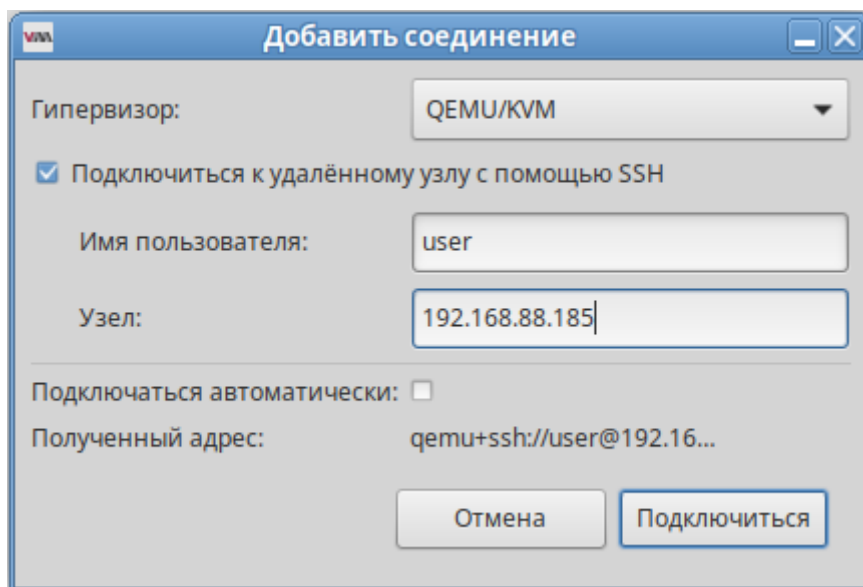 Добавить соединение
Гипервизор: QEMU/KVM
Подключиться к удалённому узлу с помощью SSH
Имя пользователя: user
Узел: 192.168.88.185
Подключаться автоматически:
Полученный адрес: qemu+ssh://user@192.16...
Отмена Подключиться